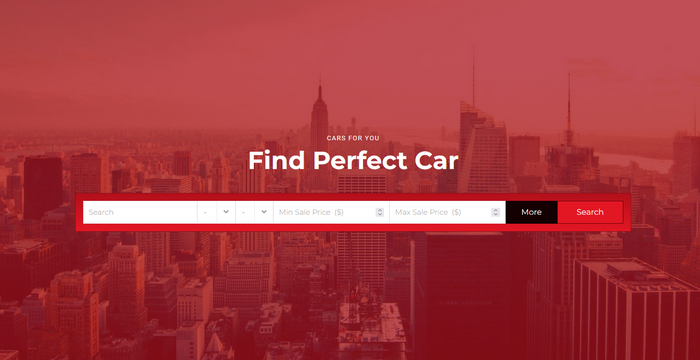 CARS FOR YOU
Find Perfect Car
Search - - Min Sale Price ($) Max Sale Price ($) More Search